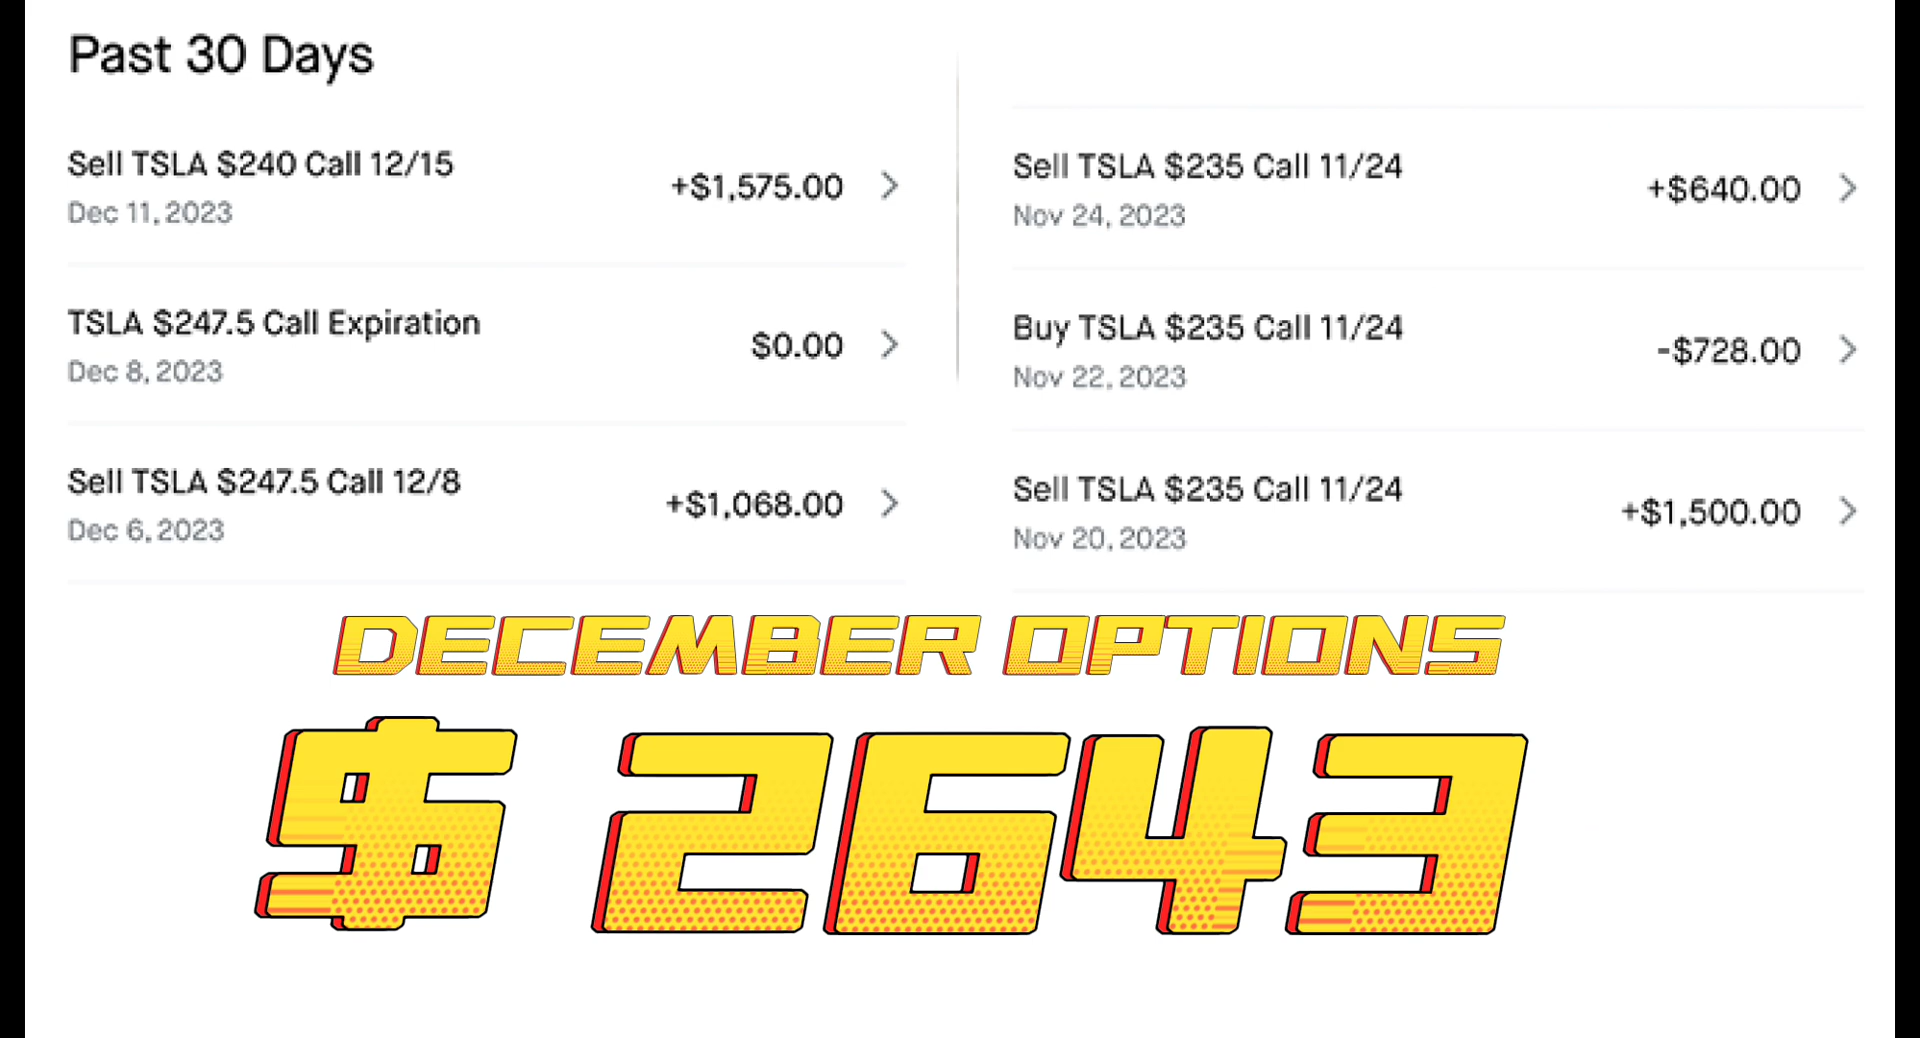 Past 30 Days
Sell TSLA $240 Call 12/15
Dec 11, 2023
+$1,575.00
TSLA $247.5 Call Expiration
Dec 8, 2023
$0.00
Sell TSLA $247.5 Call 12/8
Dec 6, 2023
+$1,068.00
Sell TSLA $235 Call 11/24
Nov 24, 2023
+$640.00
Buy TSLA $235 Call 11/24
Nov 22, 2023
-$728.00
Sell TSLA $235 Call 11/24
Nov 20, 2023
+$1,500.00
DECEMBER OPTIONS
$ 2643